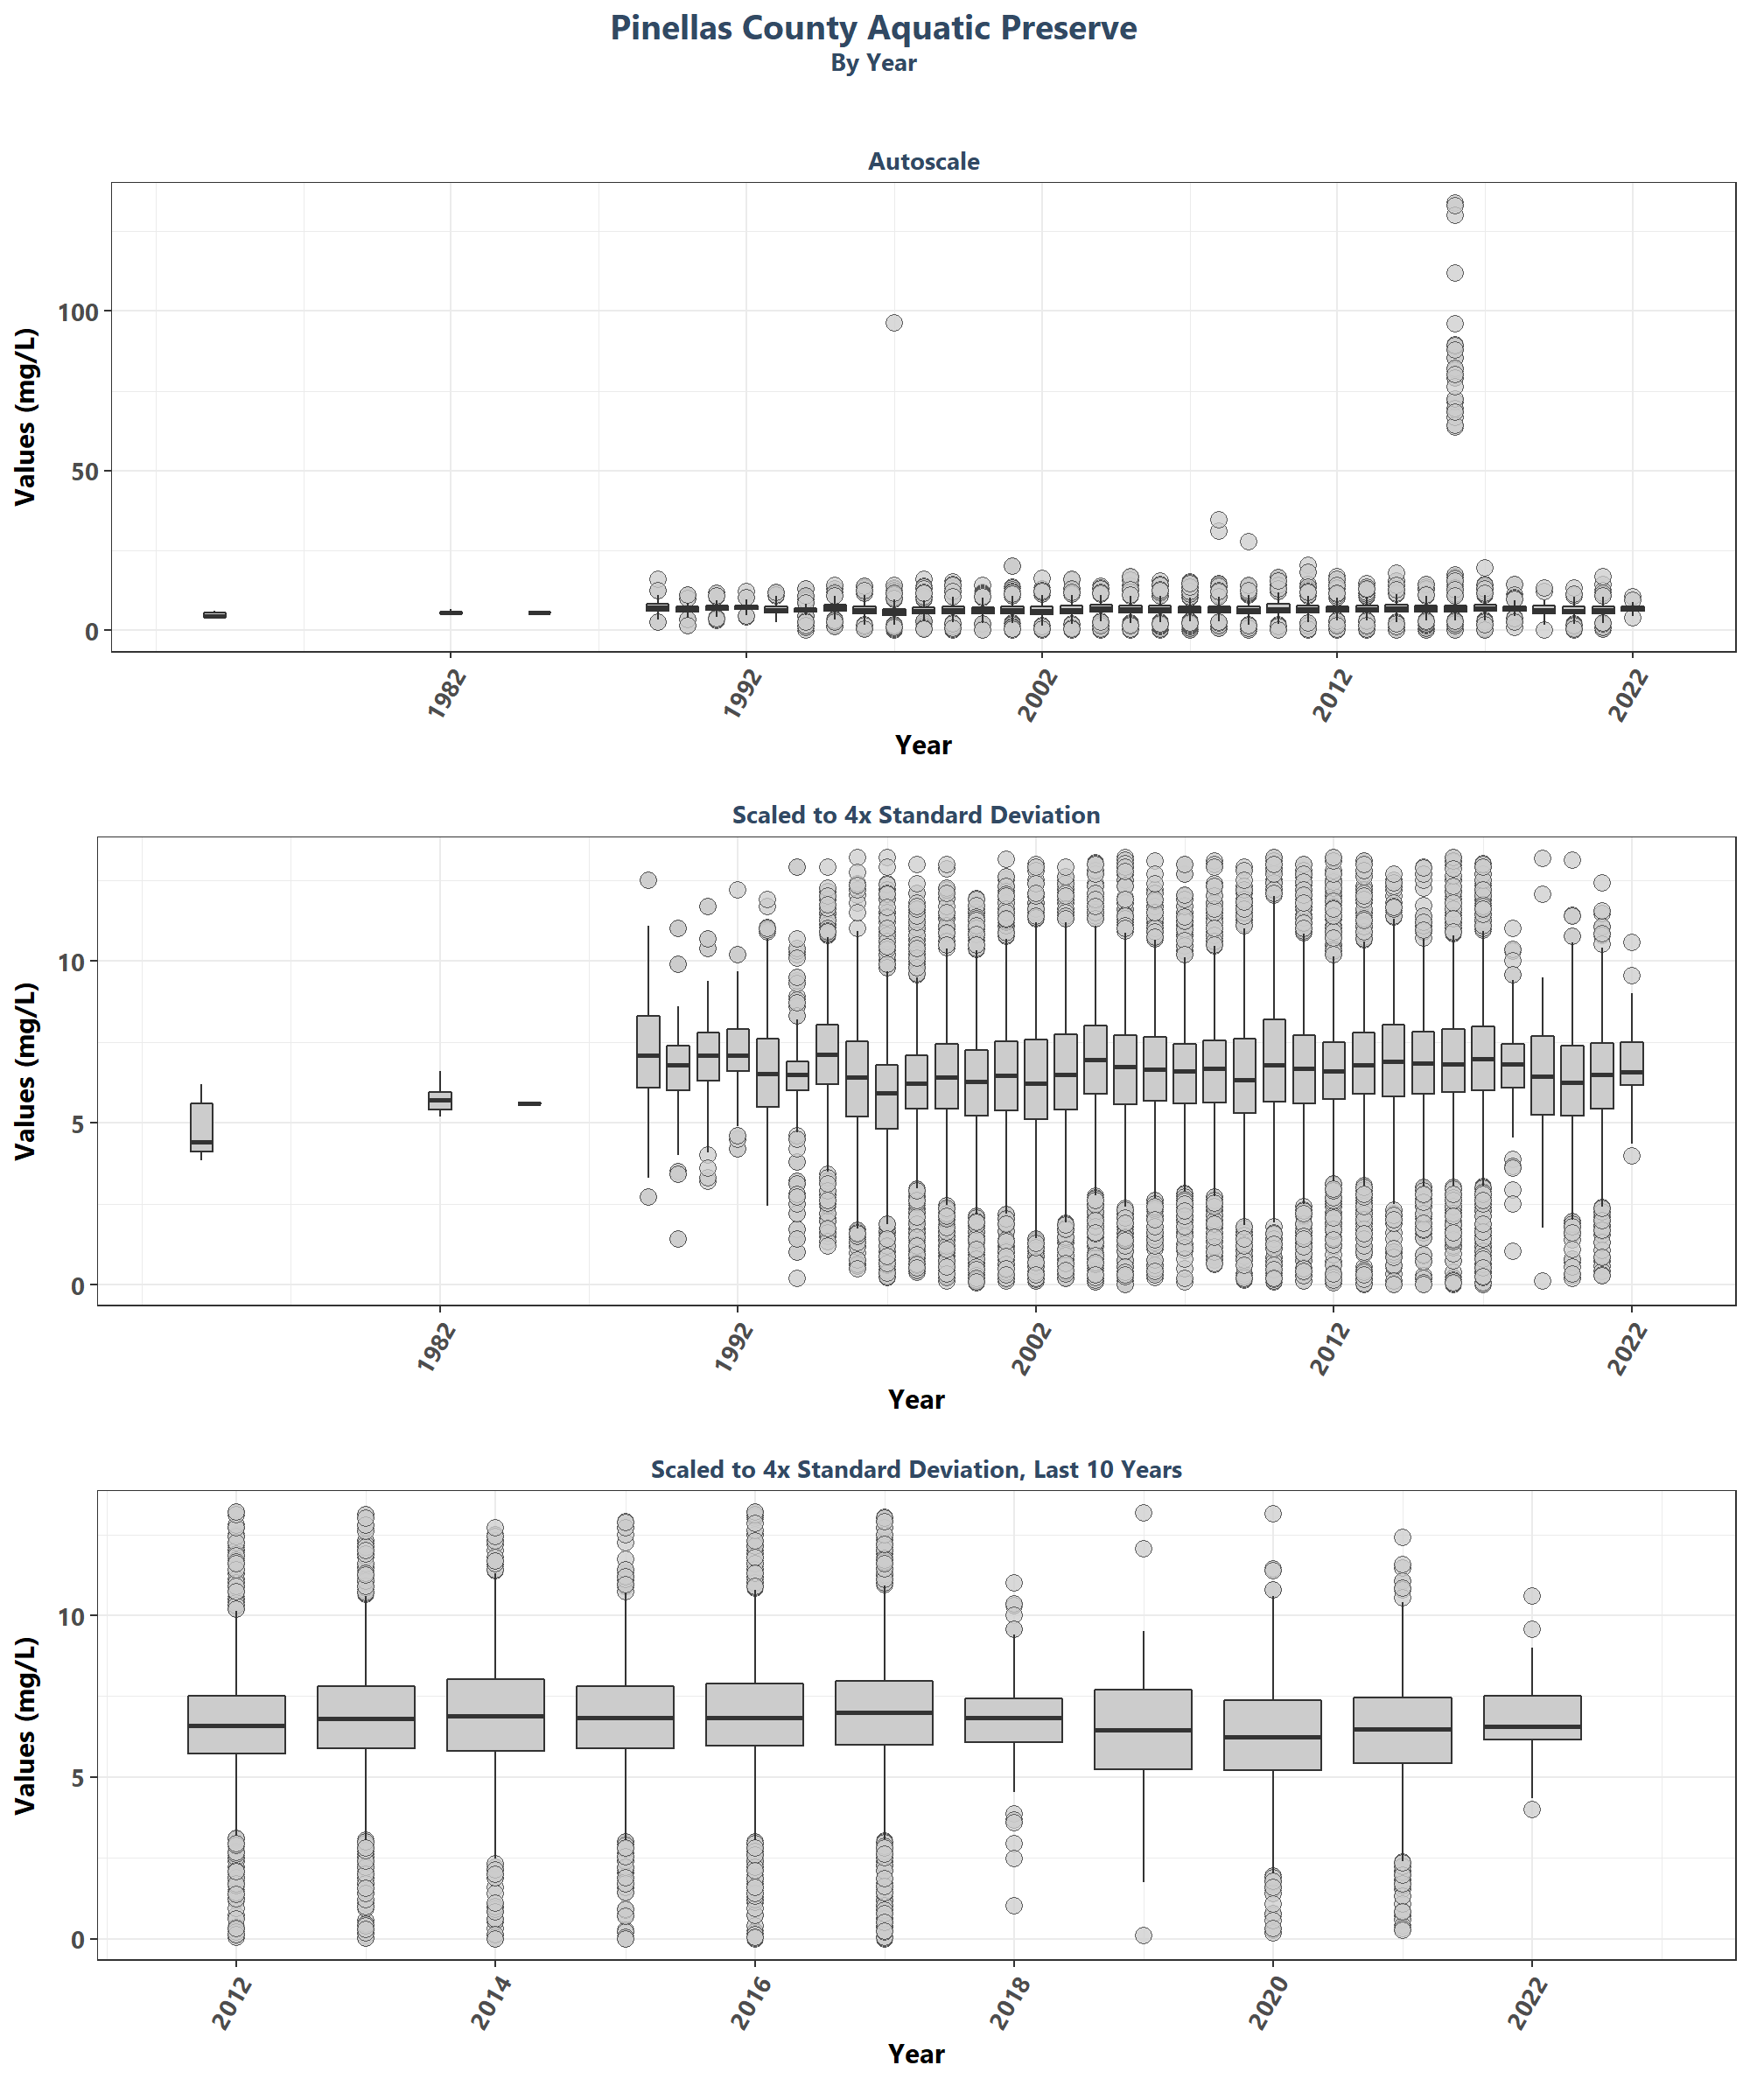 Pinellas County Aquatic Preserve
By Year
Autoscale
Values (mg/L)
100
50
0
1982
1992
2002
2012
2022
Year
Scaled to 4x Standard Deviation
Values (mg/L)
10
5
0
1982
1992
2002
2012
2022
Year
Scaled to 4x Standard Deviation, Last 10 Years
Values (mg/L)
10
5
0
2012
2014
2016
2018
2020
2022
Year